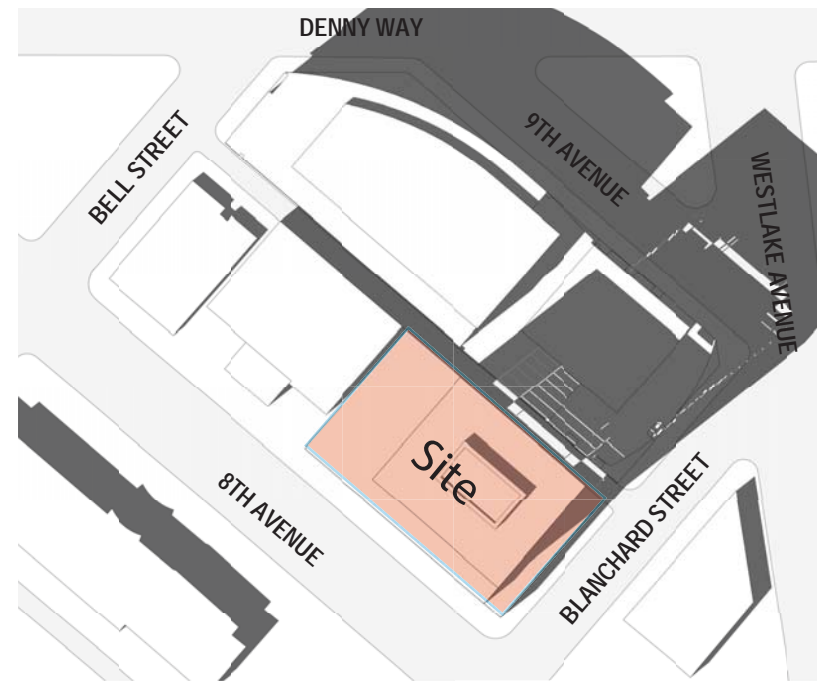 DENNY WAY
9TH AVENUE
BELL STREET
WESTLAKE AVENUE
Site
8TH AVENUE
BLANCHARD STREET